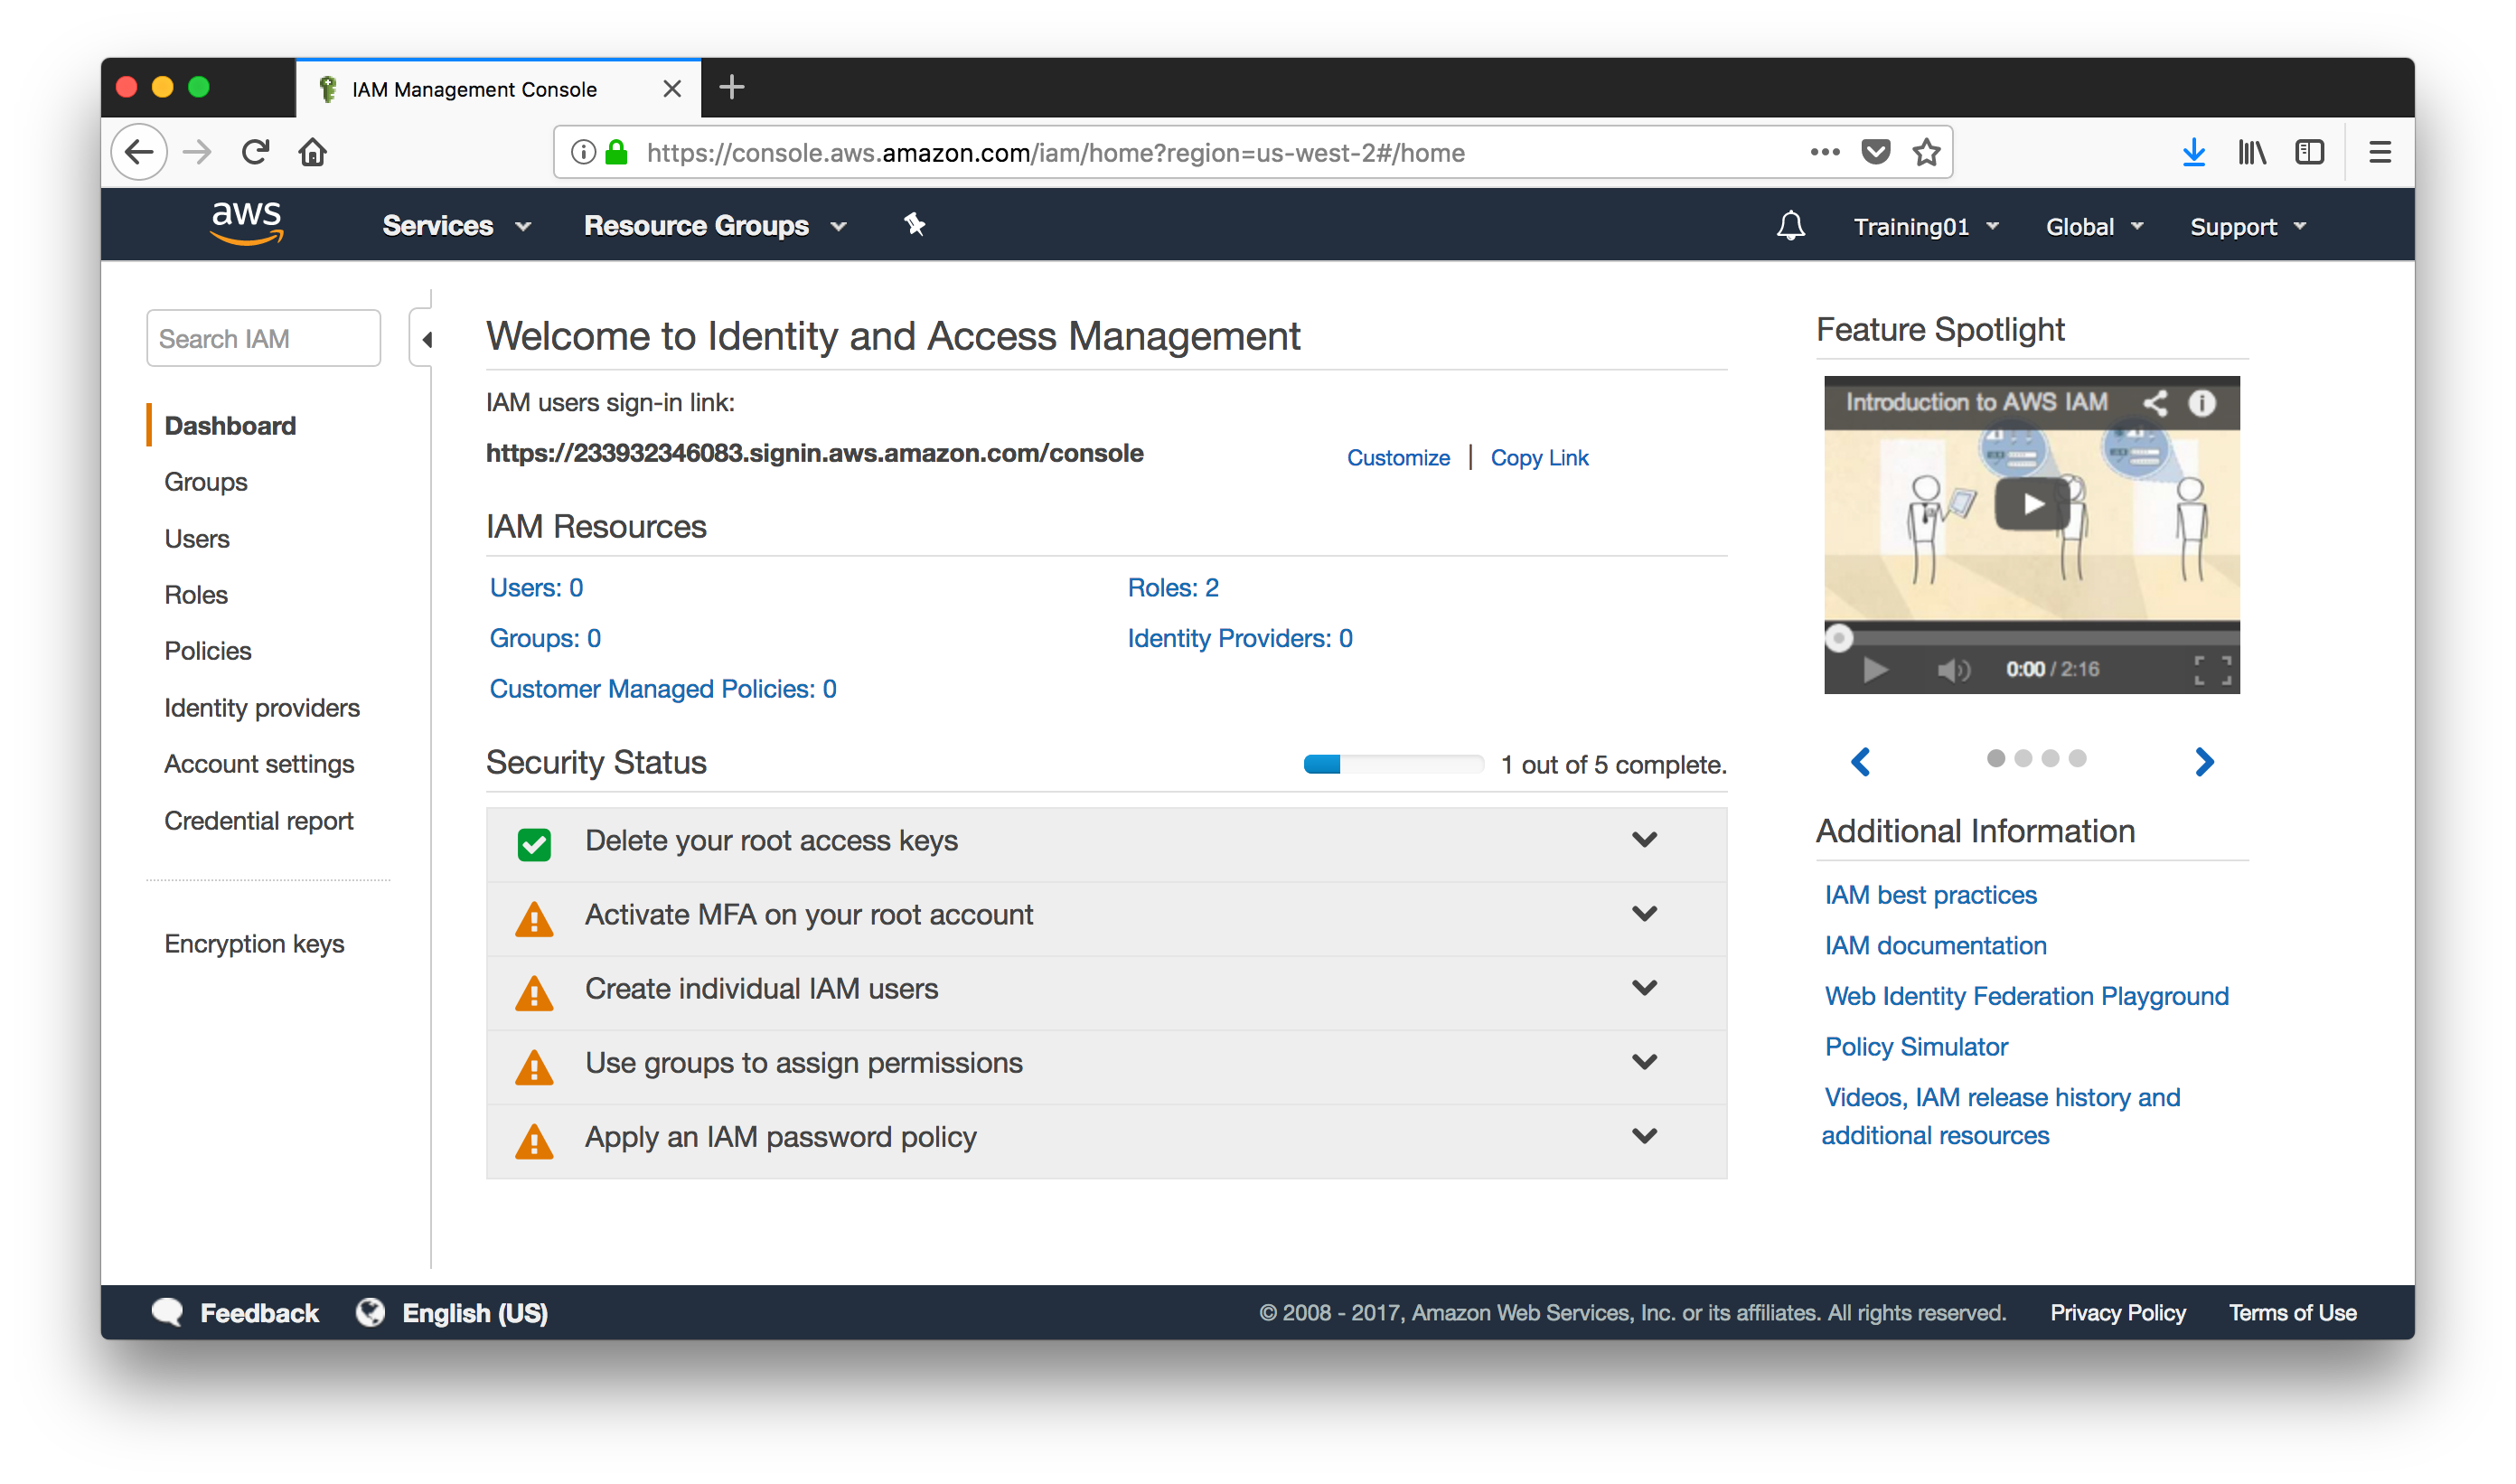 IAM Management Console
https://console.aws.amazon.com/iam/home?region=us-west-2#/home
aws
Services
Resource Groups
Training01
Global
Support
Search IAM
Dashboard
Groups
Users
Roles
Policies
Identity providers
Account settings
Credential report
Encryption keys
Welcome to Identity and Access Management
IAM users sign-in link:
https://233932346083.signin.aws.amazon.com/console
Customize | Copy Link
IAM Resources
Users: 0
Roles: 2
Groups: 0
Identity Providers: 0
Customer Managed Policies: 0
Security Status
1 out of 5 complete.
Delete your root access keys
Activate MFA on your root account
Create individual IAM users
Use groups to assign permissions
Apply an IAM password policy
Feature Spotlight
Introduction to AWS IAM
0:00 / 2:16
Additional Information
IAM best practices
IAM documentation
Web Identity Federation Playground
Policy Simulator
Videos, IAM release history and
additional resources
Feedback
English (US)
© 2008 - 2017, Amazon Web Services, Inc. or its affiliates. All rights reserved.
Privacy Policy
Terms of Use